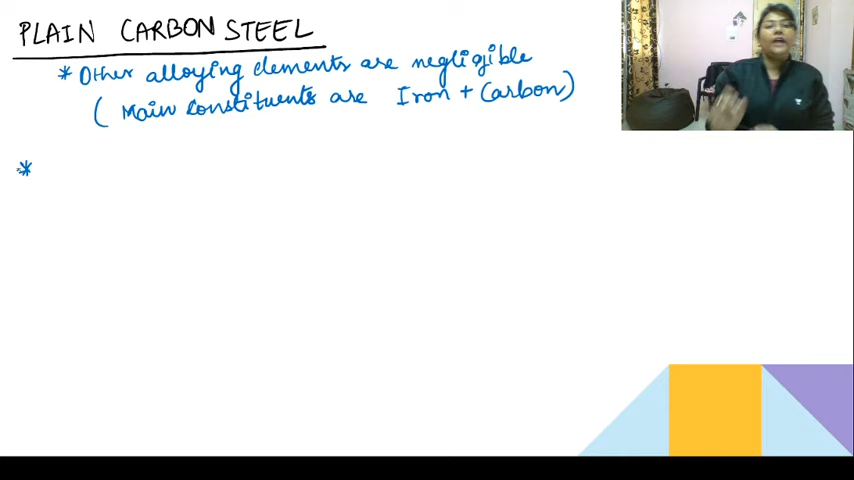 PLAIN CARBON STEEL
* Other alloying elements are negligible
( Main constituents are Iron + Carbon)
*